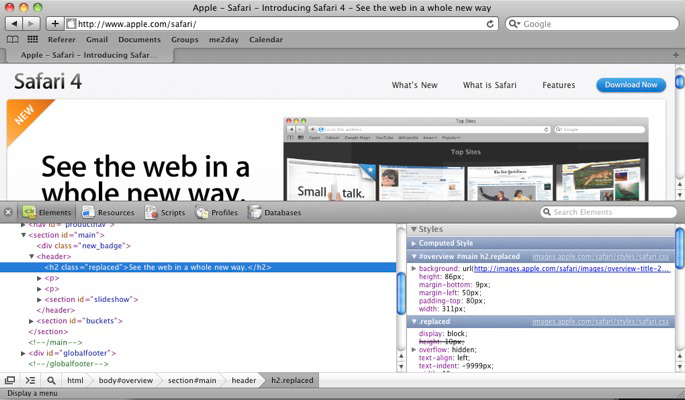 Apple - Safari - Introducing Safari 4 - See the web in a whole new way
http://www.apple.com/safari/
Google
Referer Gmail Documents Groups me2day Calendar
Apple - Safari - Introducing Safar...
Safari 4
What's New What is Safari Features Download Now
NEW
See the web in a
whole new way.
Top Sites
Google
Top Sites
Small talk.
The New York Times
Elements Resources Scripts Profiles Databases
Search Elements
<nav id="productnav">
▼<section id="main">
<div class="new_badge">
▼<header>
<h2 class="replaced">See the web in a whole new way.</h2>
▶<p>
▶<p>
▶<section id="slideshow">
</header>
▶<section id="buckets">
</section>
<!--/main-->
▶<div id="globalfooter">
<!--/globalfooter-->
▼ Styles
▶ Computed Style
▼#overview #main h2.replaced images.apple.com/safari/styles/safari.css
▶ background: url(http://images.apple.com/safari/images/overview-title-2...
height: 86px;
margin-bottom: 9px;
margin-left: 50px;
padding-top: 80px;
width: 311px;
▼.replaced images.apple.com/safari/styles/safari.css
display: block;
height: 10px;
▶ overflow: hidden;
text-align: left;
text-indent: -9999px;
html body#overview section#main header h2.replaced
Display a menu